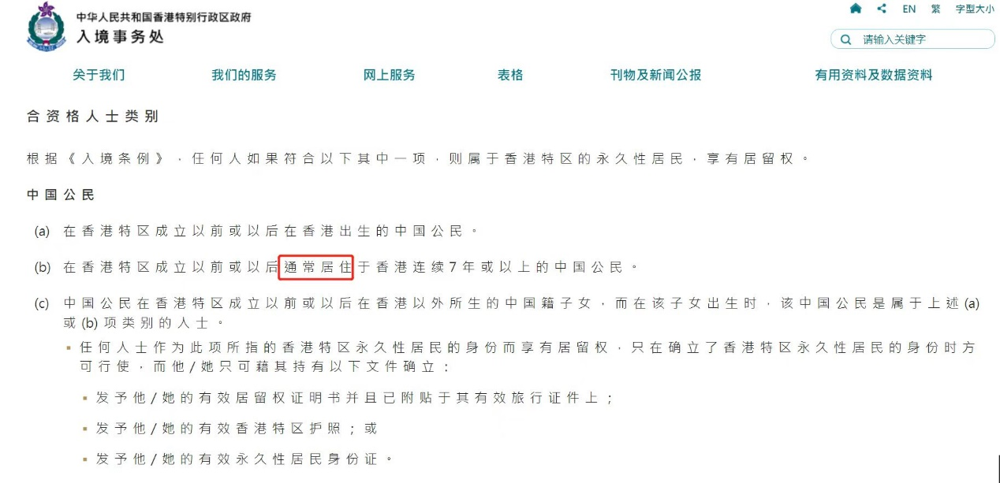 中华人民共和国香港特别行政区政府
入境事务处
EN 繁 字型大小
请输入关键字
关于我们 我们的服务 网上服务 表格 刊物及新闻公报 有用资料及数据资料
合资格人士类别
根据《入境条例》，任何人如果符合以下其中一项，则属于香港特区的永久性居民，享有居留权。
中国公民
(a) 在香港特区成立以前或以后在香港出生的中国公民。
(b) 在香港特区成立以前或以后通常居住于香港连续7年或以上的中国公民。
(c) 中国公民在香港特区成立以前或以后在香港以外所生的中国籍子女，而在该子女出生时，该中国公民是属于上述(a)
或(b)项类别的人士。
▪ 任何人士作为此项所指的香港特区永久性居民的身份而享有居留权，只在确立了香港特区永久性居民的身份时方
可行使，而他/她只可藉其持有以下文件确立：
▪ 发予他/她的有效居留权证明书并且已附贴于其有效旅行证件上；
▪ 发予他/她的有效香港特区护照；或
▪ 发予他/她的有效永久性居民身份证。